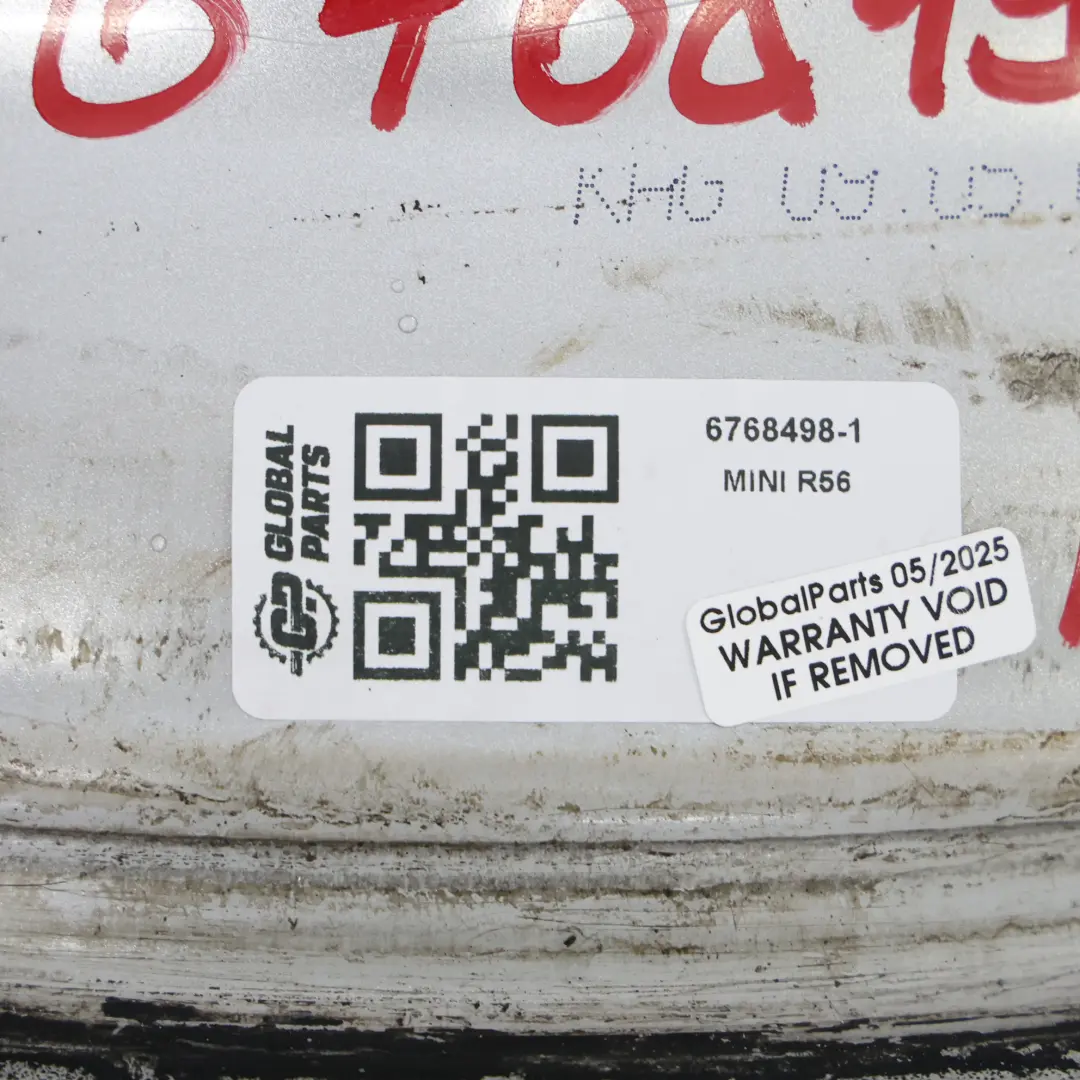 GLOBAL
PARTS
6768498-1
MINI R56
GlobalParts 05/2025
WARRANTY VOID
IF REMOVED